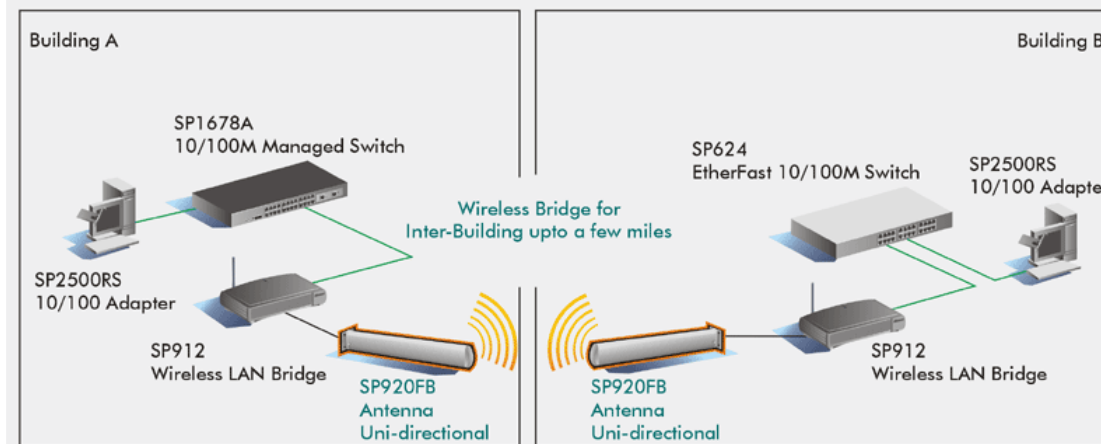 Building A
Building B
SP1678A
10/100M Managed Switch
SP624
EtherFast 10/100M Switch
SP2500RS
10/100 Adapte
Wireless Bridge for
Inter-Building upto a few miles
SP2500RS
10/100 Adapter
SP912
Wireless LAN Bridge
SP912
Wireless LAN Bridge
SP920FB
Antenna
Uni-directional
SP920FB
Antenna
Uni-directional